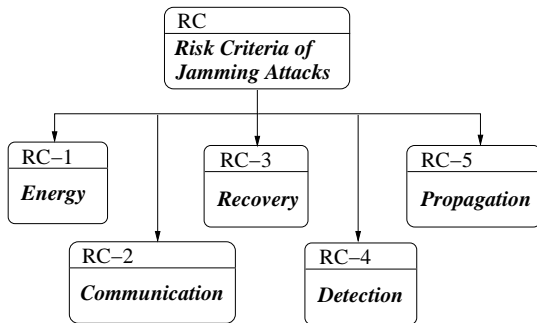 RC
Risk Criteria of
Jamming Attacks
RC−1
Energy
RC−2
Communication
RC−3
Recovery
RC−4
Detection
RC−5
Propagation